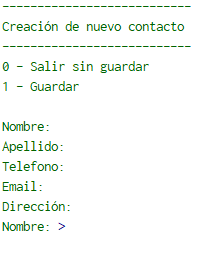 ---------------------------
Creación de nuevo contacto
---------------------------
0 - Salir sin guardar
1 - Guardar
Nombre:
Apellido:
Telefono:
Email:
Dirección:
Nombre: >